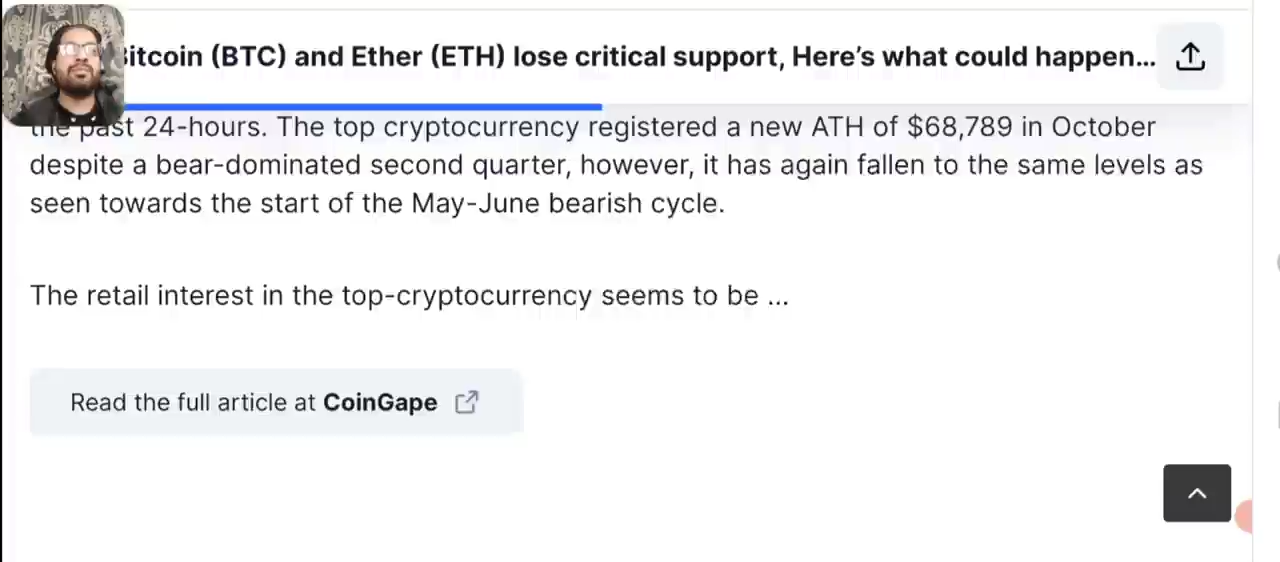 itcoin (BTC) and Ether (ETH) lose critical support, Here's what could happen...
the past 24-hours. The top cryptocurrency registered a new ATH of $68,789 in October
despite a bear-dominated second quarter, however, it has again fallen to the same levels as
seen towards the start of the May-June bearish cycle.
The retail interest in the top-cryptocurrency seems to be ...
Read the full article at CoinGape